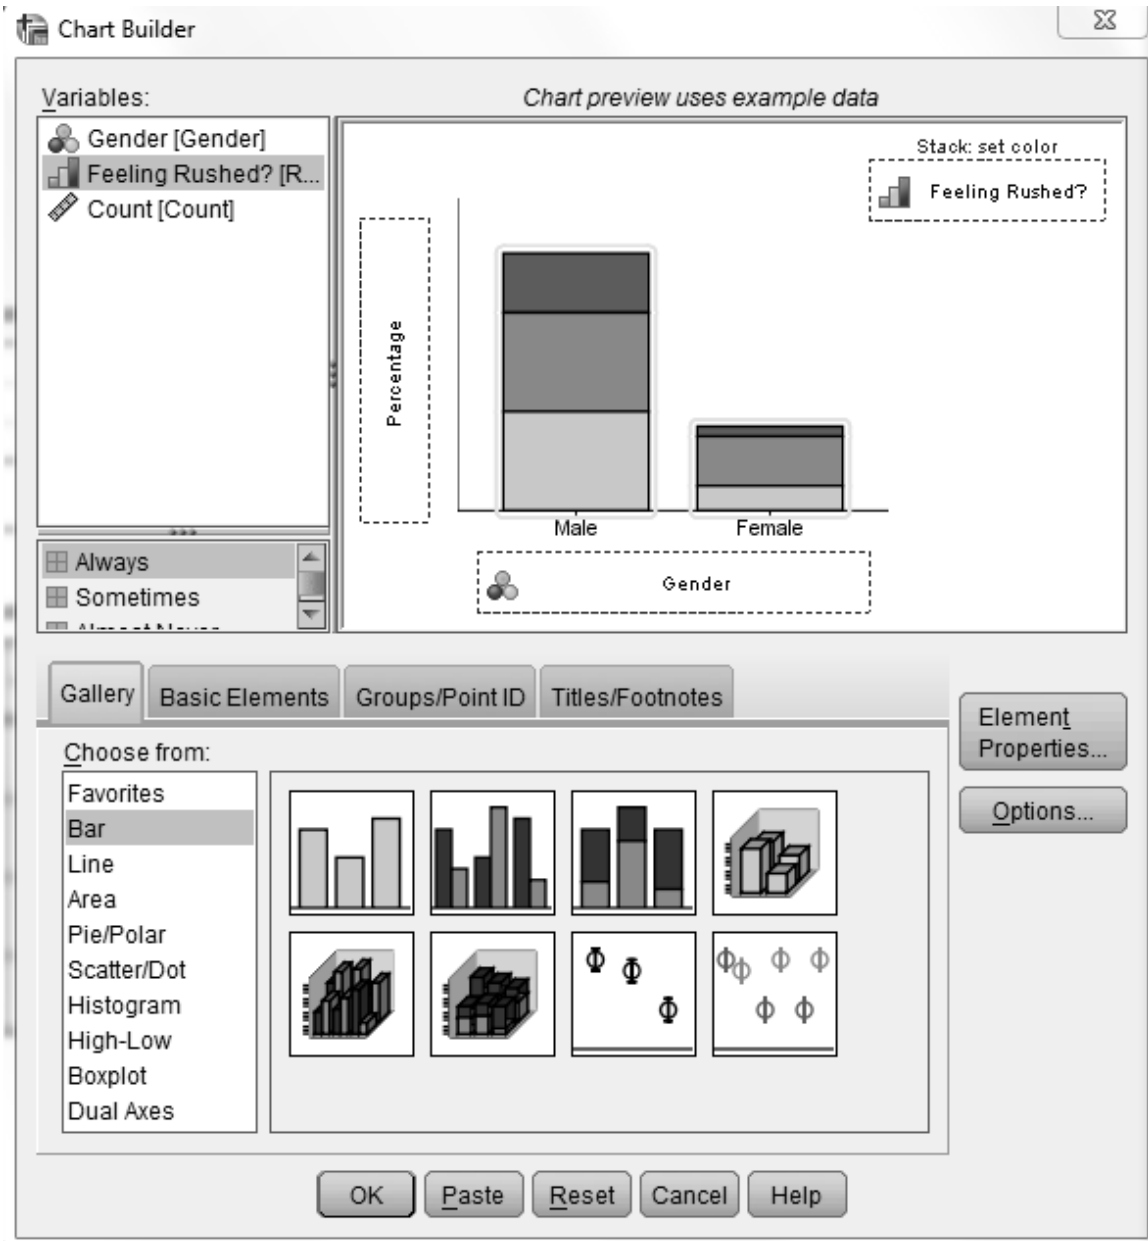 Chart Builder
Variables:
Chart preview uses example data
Gender [Gender]
Feeling Rushed? [R...
Count [Count]
Always
Sometimes
Stack: set color
Feeling Rushed?
Percentage
Male
Female
Gender
Gallery
Basic Elements
Groups/Point ID
Titles/Footnotes
Element
Properties...
Options...
Choose from:
Favorites
Bar
Line
Area
Pie/Polar
Scatter/Dot
Histogram
High-Low
Boxplot
Dual Axes
OK
Paste
Reset
Cancel
Help